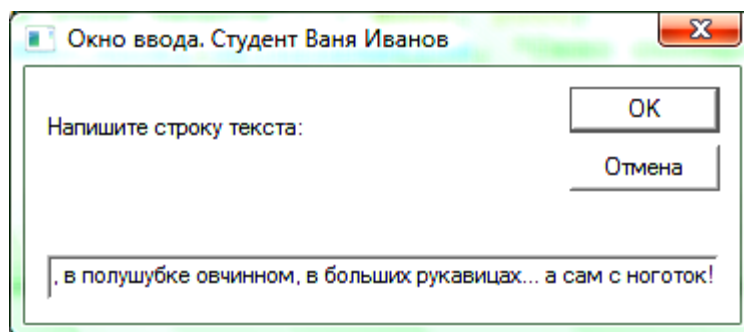 Окно ввода. Студент Ваня Иванов
Напишите строку текста:
OK
Отмена
, в полушубке овчинном, в больших рукавицах... а сам с ноготок!